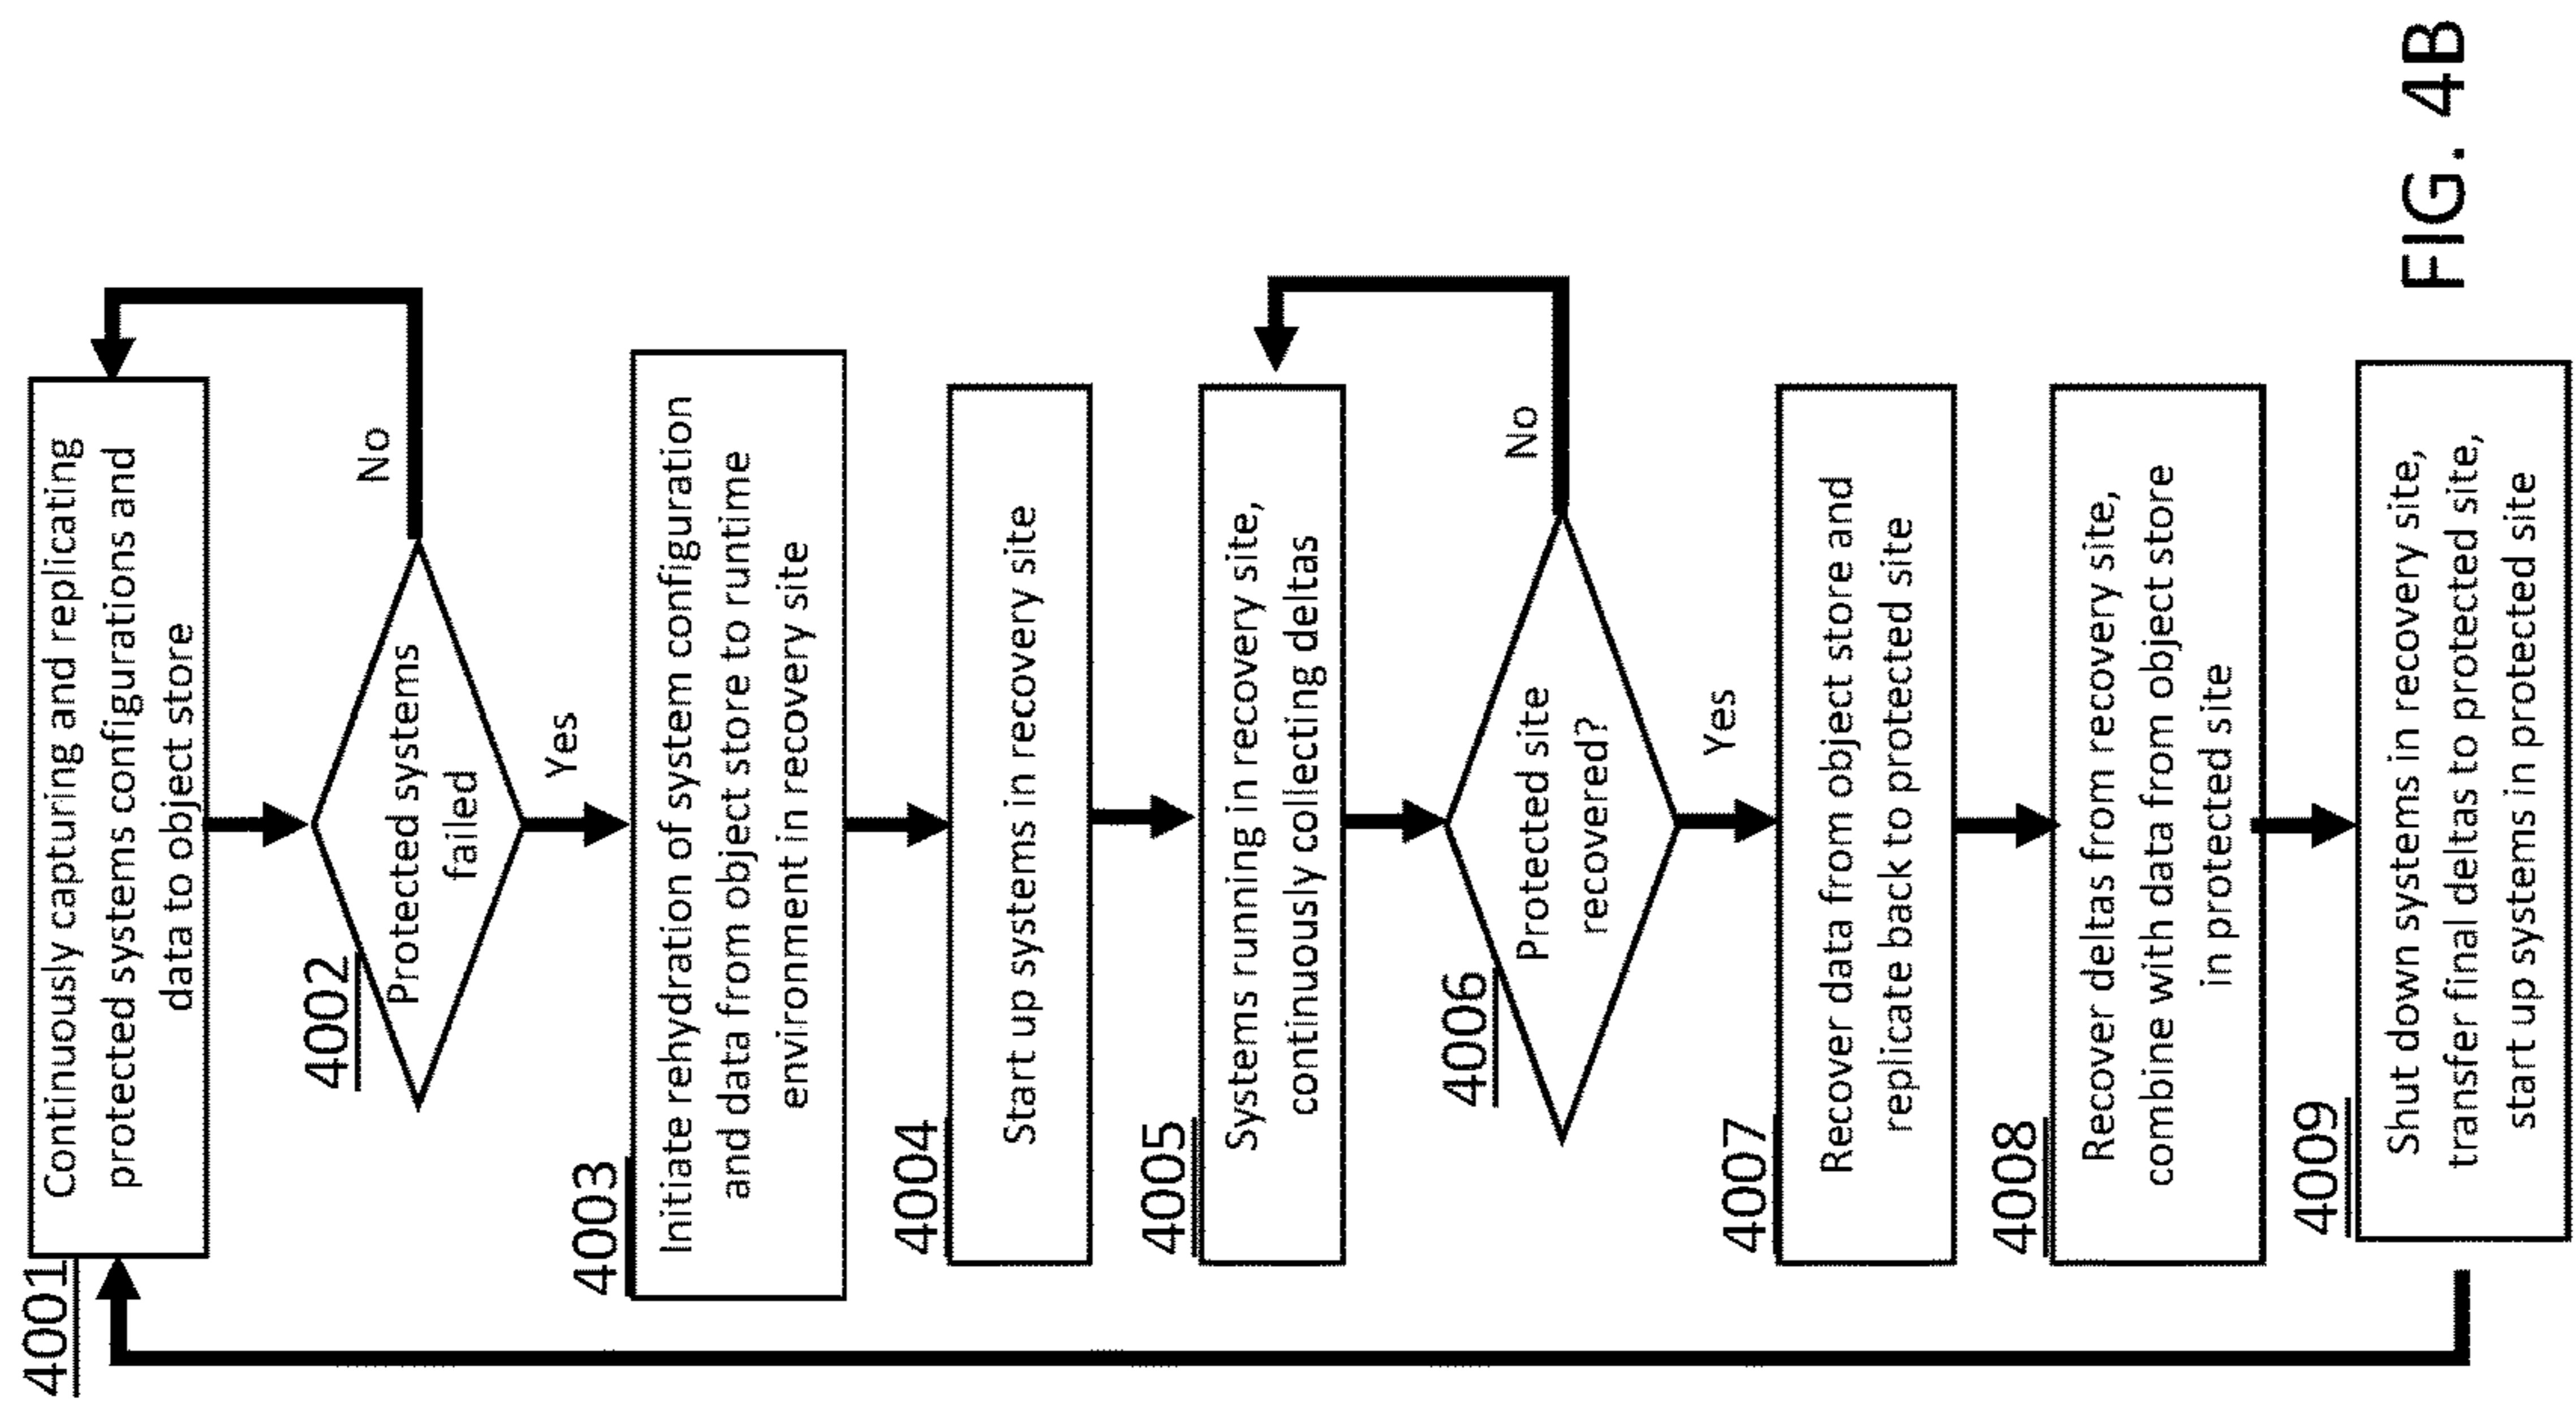 4001
Continuously capturing and replicating
protected systems configurations and
data to object store
4002
Protected systems
failed
No
Yes
4003
Initiate rehydration of system configuration
and data from object store to runtime
environment in recovery site
4004
Start up systems in recovery site
4005
Systems running in recovery site,
continuously collecting deltas
4006
Protected site
recovered?
No
Yes
4007
Recover data from object store and
replicate back to protected site
4008
Recover deltas from recovery site,
combine with data from object store
in protected site
4009
Shut down systems in recovery site,
transfer final deltas to protected site,
start up systems in protected site
FIG. 4B